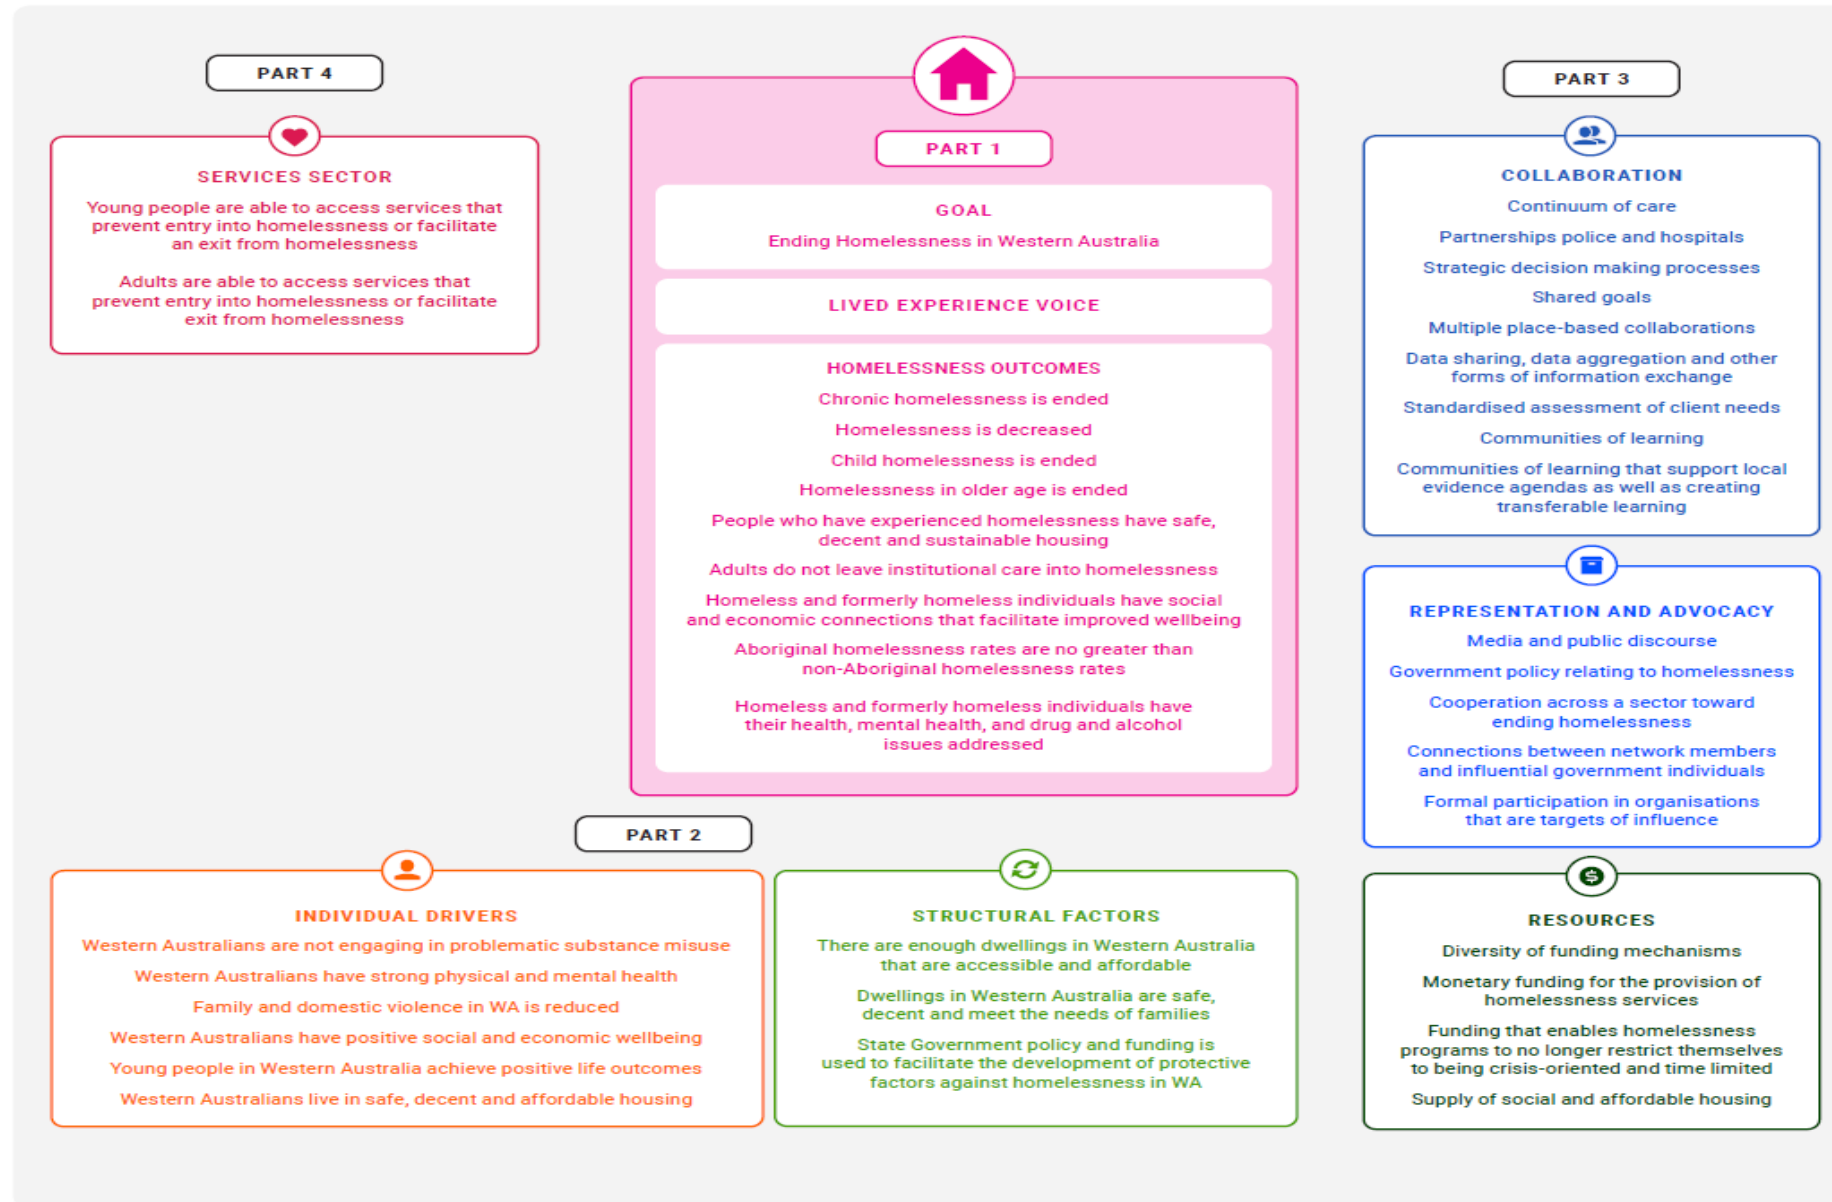 PART 4
SERVICES SECTOR
Young people are able to access services that
prevent entry into homelessness or facilitate
an exit from homelessness
Adults are able to access services that
prevent entry into homelessness or facilitate
exit from homelessness
PART 1
GOAL
Ending Homelessness in Western Australia
LIVED EXPERIENCE VOICE
HOMELESSNESS OUTCOMES
Chronic homelessness is ended
Homelessness is decreased
Child homelessness is ended
Homelessness in older age is ended
People who have experienced homelessness have safe,
decent and sustainable housing
Adults do not leave institutional care into homelessness
Homeless and formerly homeless individuals have social
and economic connections that facilitate improved wellbeing
Aboriginal homelessness rates are no greater than
non-Aboriginal homelessness rates
Homeless and formerly homeless individuals have
their health, mental health, and drug and alcohol
issues addressed
PART 2
INDIVIDUAL DRIVERS
Western Australians are not engaging in problematic substance misuse
Western Australians have strong physical and mental health
Family and domestic violence in WA is reduced
Western Australians have positive social and economic wellbeing
Young people in Western Australia achieve positive life outcomes
Western Australians live in safe, decent and affordable housing
STRUCTURAL FACTORS
There are enough dwellings in Western Australia
that are accessible and affordable
Dwellings in Western Australia are safe,
decent and meet the needs of families
State Government policy and funding is
used to facilitate the development of protective
factors against homelessness in WA
PART 3
COLLABORATION
Continuum of care
Partnerships police and hospitals
Strategic decision making processes
Shared goals
Multiple place-based collaborations
Data sharing, data aggregation and other
forms of information exchange
Standardised assessment of client needs
Communities of learning
Communities of learning that support local
evidence agendas as well as creating
transferable learning
REPRESENTATION AND ADVOCACY
Media and public discourse
Government policy relating to homelessness
Cooperation across a sector toward
ending homelessness
Connections between network members
and influential government individuals
Formal participation in organisations
that are targets of influence
$
RESOURCES
Diversity of funding mechanisms
Monetary funding for the provision of
homelessness services
Funding that enables homelessness
programs to no longer restrict themselves
to being crisis-oriented and time limited
Supply of social and affordable housing